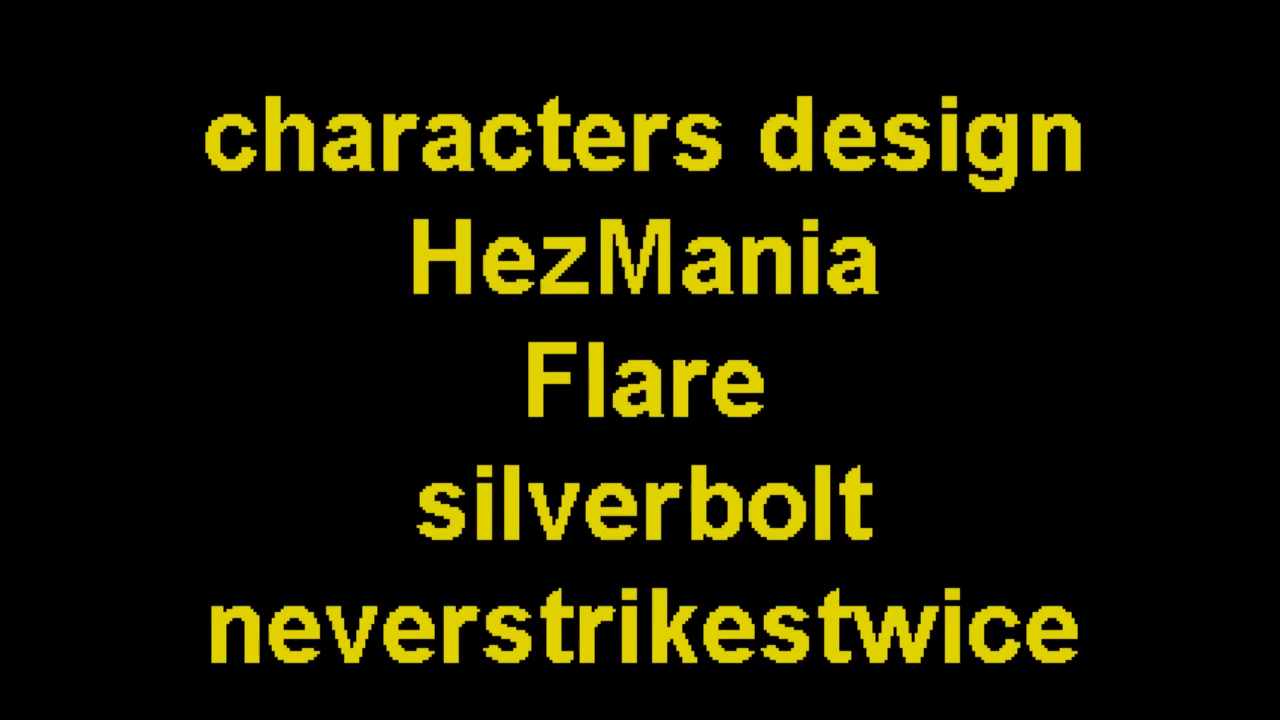 characters design
HezMania
Flare
silverbolt
neverstrikestwice